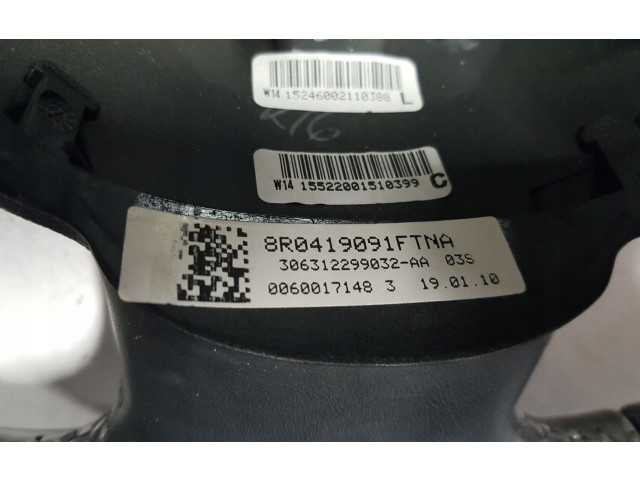 W14 15246002110388 L
K16
W14 15522001510399 C
8R0419091FTNA
306312299032-AA 03S
0060017148 3 19.01.10